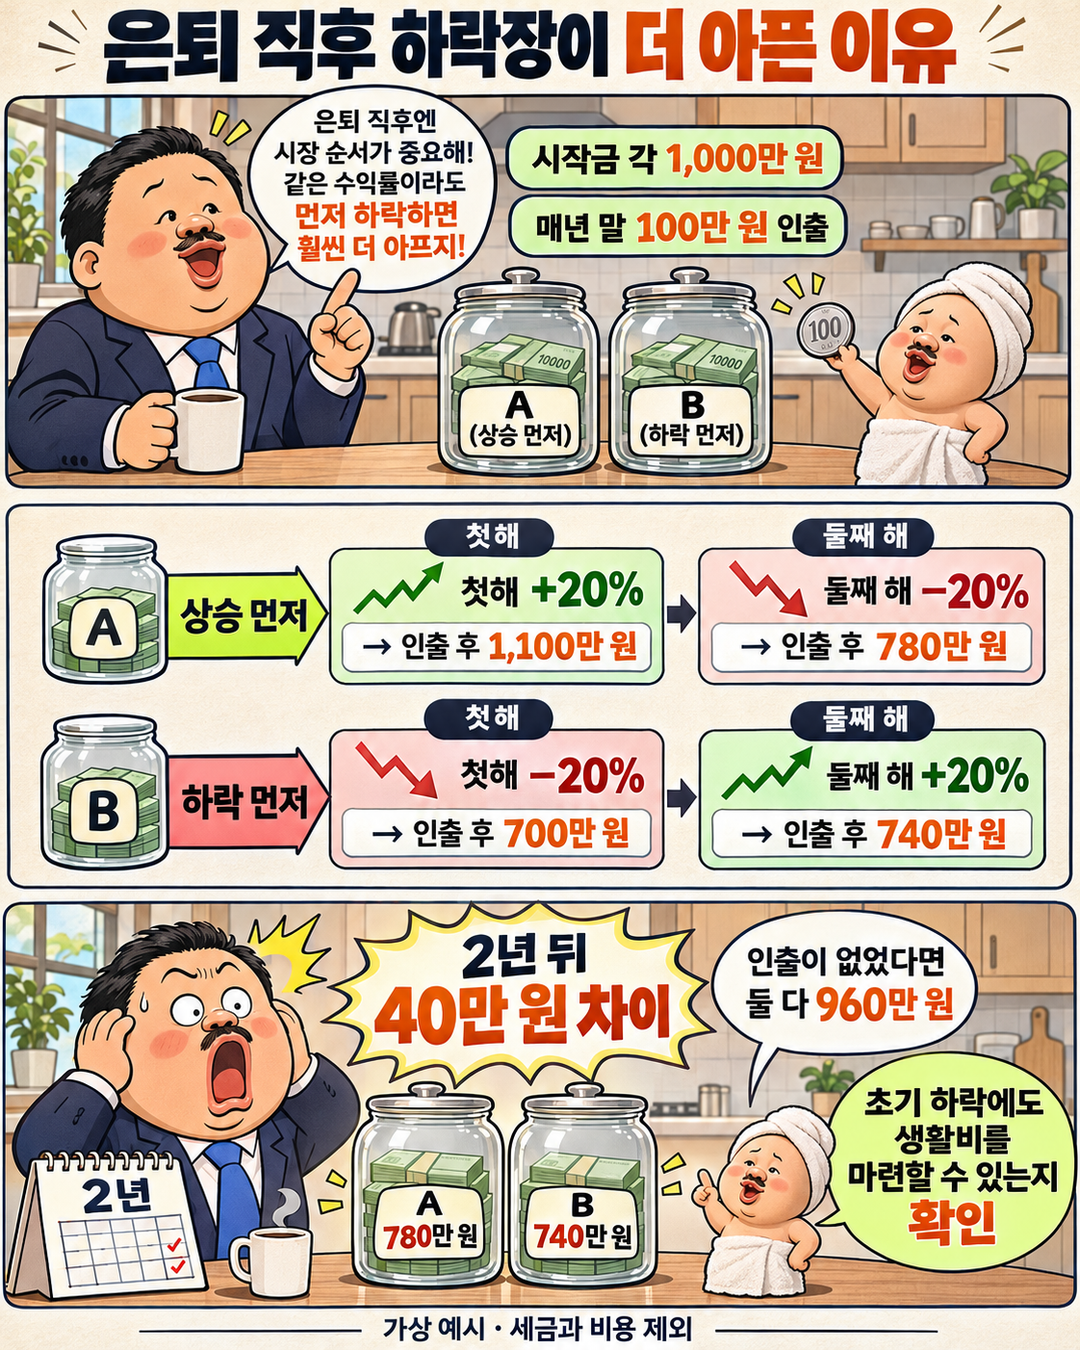 은퇴 직후 하락장이 더 아픈 이유
은퇴 직후엔
시장 순서가 중요해!
같은 수익률이라도
먼저 하락하면
훨씬 더 아프지!
시작금 각 1,000만 원
매년 말 100만 원 인출
10000
10000
100
A
(상승 먼저)
B
(하락 먼저)
첫해
둘째 해
A
상승 먼저
첫해 +20%
→ 인출 후 1,100만 원
둘째 해 −20%
→ 인출 후 780만 원
첫해
둘째 해
B
하락 먼저
첫해 −20%
→ 인출 후 700만 원
둘째 해 +20%
→ 인출 후 740만 원
2년 뒤
40만 원 차이
인출이 없었다면
둘 다 960만 원
초기 하락에도
생활비를
마련할 수 있는지
확인
2년
A
780만 원
B
740만 원
가상 예시 · 세금과 비용 제외